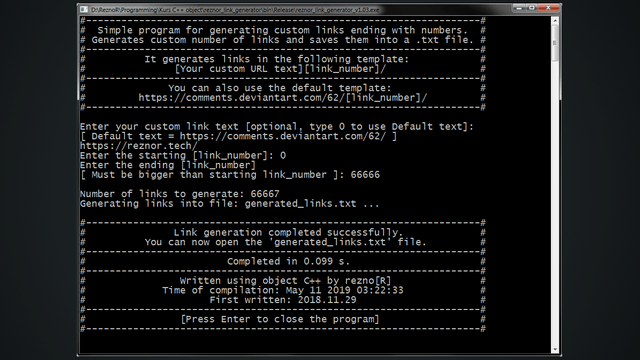 D:\ReznoR\Programming\Kurs C++ object\reznor_link_generator\bin\Release\reznor_link_generator_v1.03.exe
#---------------------------------------------------------------#
# Simple program for generating custom links ending with numbers. #
# Generates custom number of links and saves them into a .txt file. #
#---------------------------------------------------------------#
# It generates links in the following template: #
# [Your custom URL text][link_number]/ #
#---------------------------------------------------------------#
# You can also use the default template: #
# https://comments.deviantart.com/62/[link_number]/ #
#---------------------------------------------------------------#
Enter your custom link text [optional, type 0 to use Default text]:
[ Default text = https://comments.deviantart.com/62/ ]
https://reznor.tech/
Enter the starting [link_number]: 0
Enter the ending [link_number]
[ Must be bigger than starting link_number ]: 66666
Number of links to generate: 66667
Generating links into file: generated_links.txt ...
#---------------------------------------------------------------#
# Link generation completed successfully. #
# You can now open the 'generated_links.txt' file. #
#---------------------------------------------------------------#
# Completed in 0.099 s. #
#---------------------------------------------------------------#
# Written using object C++ by rezno[R] #
# Time of compilation: May 11 2019 03:22:33 #
# First written: 2018.11.29 #
#---------------------------------------------------------------#
# [Press Enter to close the program] #
#---------------------------------------------------------------#